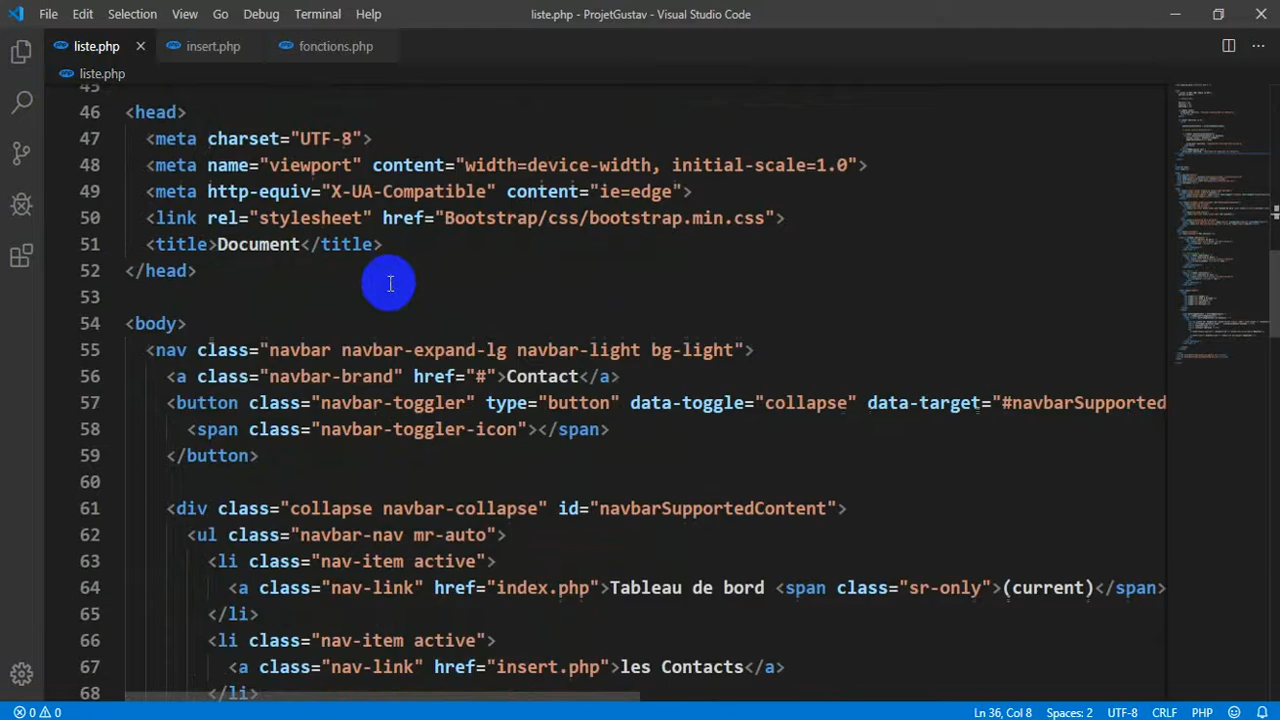 File Edit Selection View Go Debug Terminal Help liste.php - ProjetGustav - Visual Studio Code
liste.php insert.php fonctions.php
liste.php
45
46 <head>
47 <meta charset="UTF-8">
48 <meta name="viewport" content="width=device-width, initial-scale=1.0">
49 <meta http-equiv="X-UA-Compatible" content="ie=edge">
50 <link rel="stylesheet" href="Bootstrap/css/bootstrap.min.css">
51 <title>Document</title>
52 </head>
53
54 <body>
55 <nav class="navbar navbar-expand-lg navbar-light bg-light">
56 <a class="navbar-brand" href="#">Contact</a>
57 <button class="navbar-toggler" type="button" data-toggle="collapse" data-target="#navbarSupported
58 <span class="navbar-toggler-icon"></span>
59 </button>
60
61 <div class="collapse navbar-collapse" id="navbarSupportedContent">
62 <ul class="navbar-nav mr-auto">
63 <li class="nav-item active">
64 <a class="nav-link" href="index.php">Tableau de bord <span class="sr-only">(current)</span>
65 </li>
66 <li class="nav-item active">
67 <a class="nav-link" href="insert.php">les Contacts</a>
68 </li>
0 0 Ln 36, Col 8 Spaces: 2 UTF-8 CRLF PHP